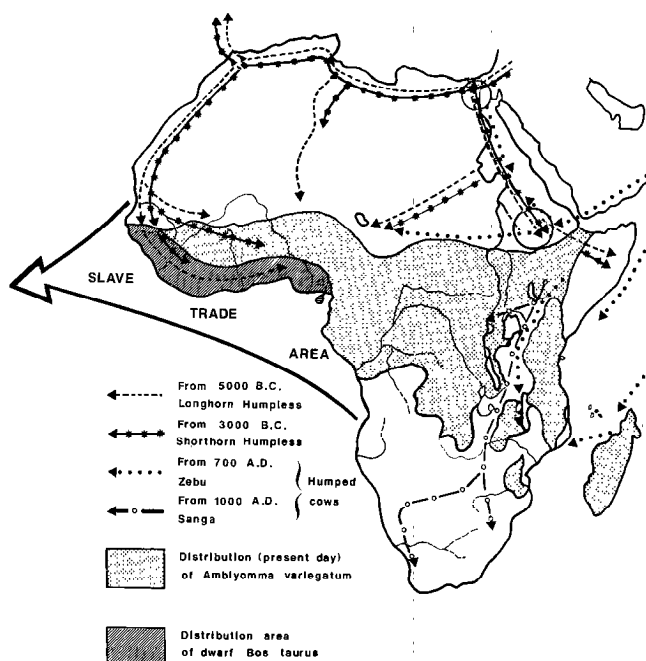 SLAVE
TRADE
AREA
From 5000 B.C.
Longhorn Humpless
From 3000 B.C.
Shorthorn Humpless
From 700 A.D.
Zebu
Humped
From 1000 A.D.
cows
Sanga
Distribution (present day)
of Amblyomma variegatum
Distribution area
of dwarf Bos taurus